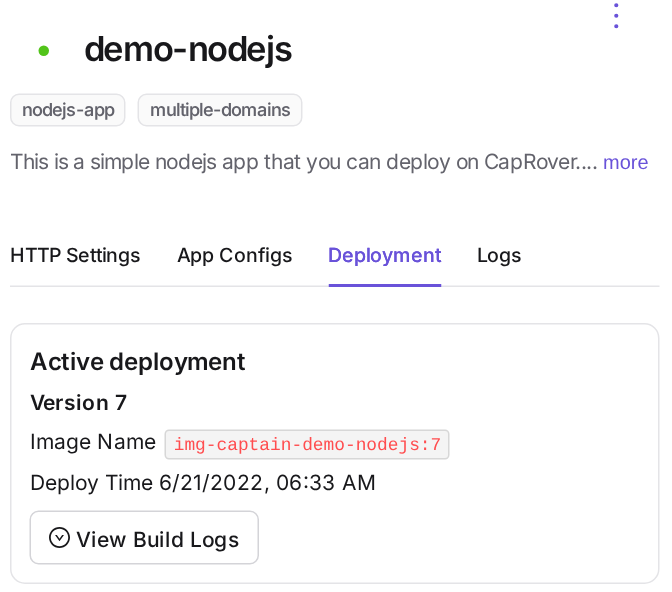 demo-nodejs
nodejs-app multiple-domains
This is a simple nodejs app that you can deploy on CapRover.... more
HTTP Settings App Configs Deployment Logs
Active deployment
Version 7
Image Name img-captain-demo-nodejs:7
Deploy Time 6/21/2022, 06:33 AM
View Build Logs